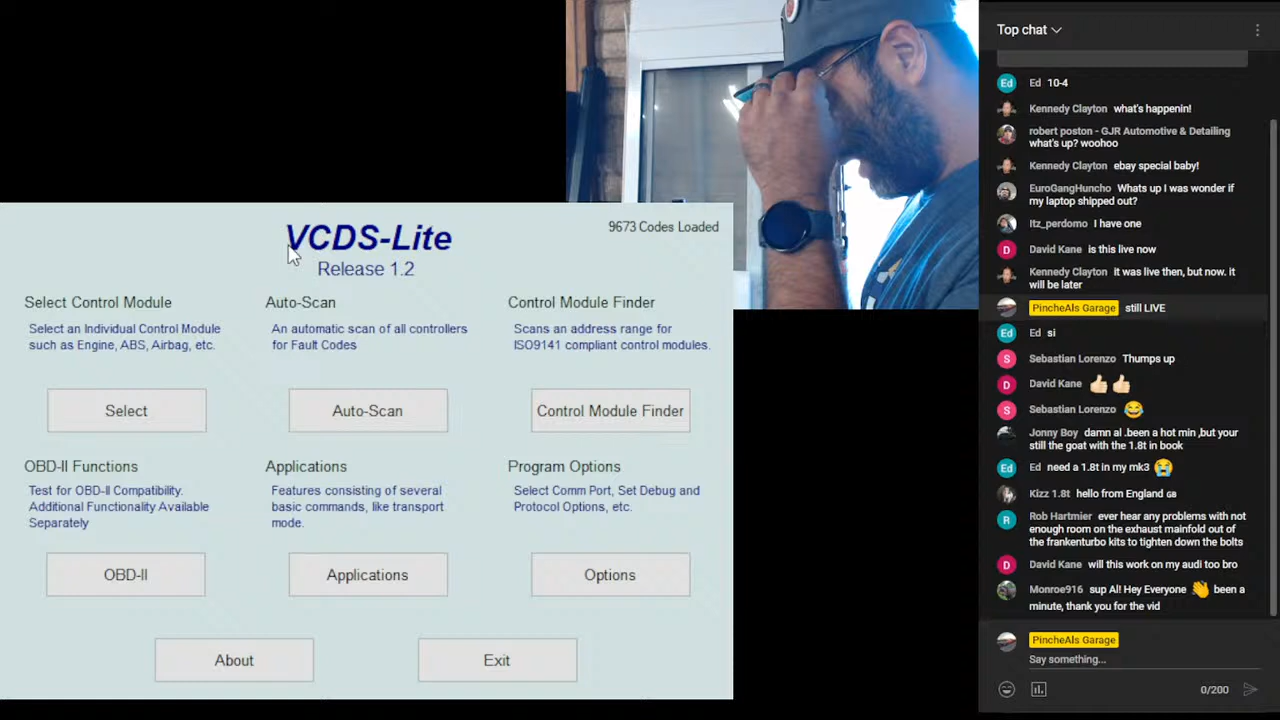 VCDS-Lite
Release 1.2
9673 Codes Loaded
Select Control Module
Select an Individual Control Module
such as Engine, ABS, Airbag, etc.
Select
Auto-Scan
An automatic scan of all controllers
for Fault Codes
Auto-Scan
Control Module Finder
Scans an address range for
ISO9141 compliant control modules.
Control Module Finder
OBD-II Functions
Test for OBD-II Compatibility.
Additional Functionality Available
Separately
OBD-II
Applications
Features consisting of several
basic commands, like transport
mode.
Applications
Program Options
Select Comm Port, Set Debug and
Protocol Options, etc.
Options
About
Exit
Top chat
Ed
Ed 10-4
Kennedy Clayton what's happenin!
robert poston - GJR Automotive & Detailing
what's up? woohoo
Kennedy Clayton ebay special baby!
EuroGangHuncho Whats up I was wonder if
my laptop shipped out?
Itz_perdomo I have one
D
David Kane is this live now
Kennedy Clayton it was live then, but now. it
will be later
PincheAls Garage still LIVE
Ed
Ed si
S
Sebastian Lorenzo Thumps up
D
David Kane 👍🏻👍🏻
S
Sebastian Lorenzo 😂
Jonny Boy damn al .been a hot min ,but your
still the goat with the 1.8t in book
Ed
Ed need a 1.8t in my mk3 😭
Kizz 1.8t hello from England GB
R
Rob Hartmier ever hear any problems with not
enough room on the exhaust mainfold out of
the frankenturbo kits to tighten down the bolts
D
David Kane will this work on my audi too bro
Monroe916 sup Al! Hey Everyone 👋 been a
minute, thank you for the vid
PincheAls Garage
Say something...
0/200